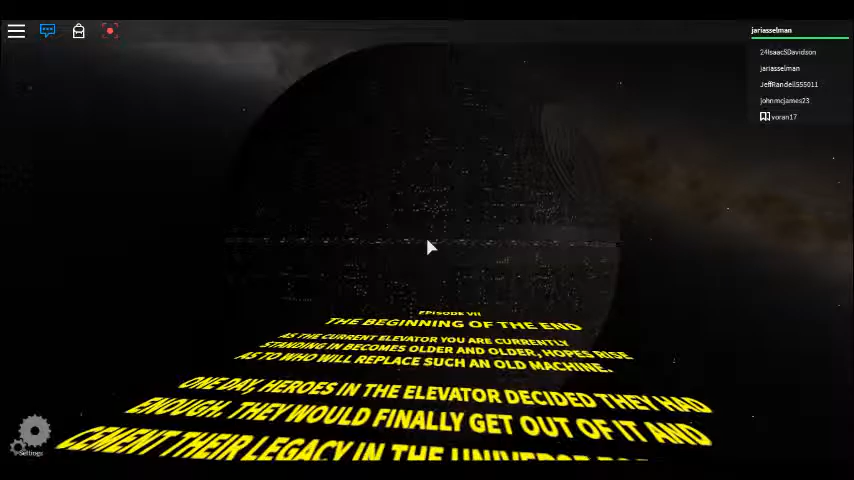 jariasselman
24IsaacSDavidson
jariasselman
JeffRandell555011
johnmcjames23
voran17
EPISODE VII
THE BEGINNING OF THE END
AS THE CURRENT ELEVATOR YOU ARE CURRENTLY
STANDING IN BECOMES OLDER AND OLDER, HOPES RISE
AS TO WHO WILL REPLACE SUCH AN OLD MACHINE.
ONE DAY, HEROES IN THE ELEVATOR DECIDED THEY HAD
ENOUGH. THEY WOULD FINALLY GET OUT OF IT AND
CEMENT THEIR LEGACY IN THE UNIVERSE
Settings